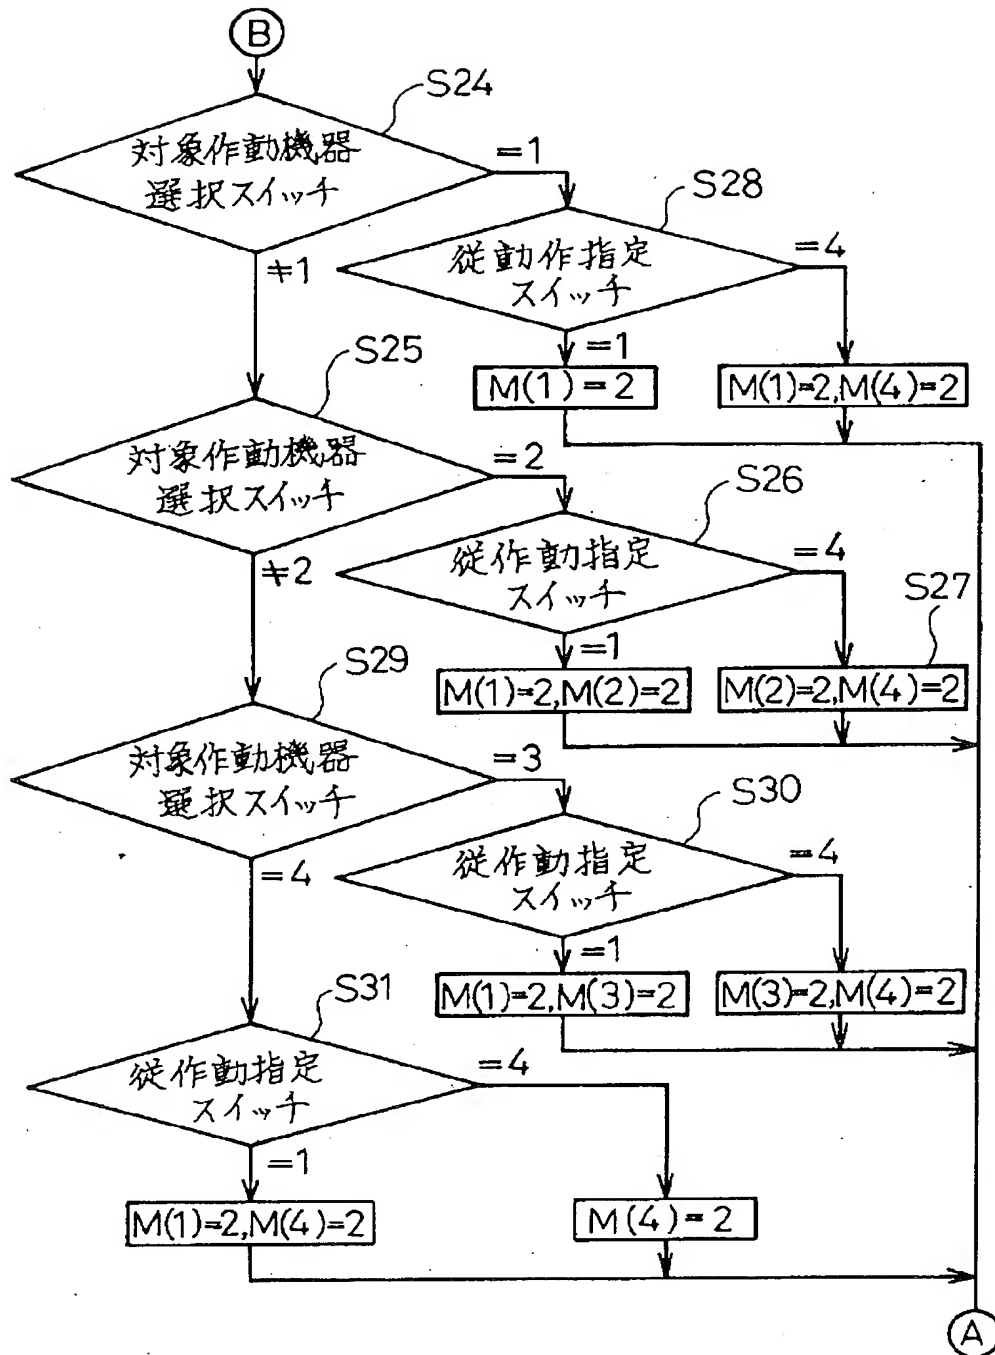 B
S24
対象作動機器
選択スイッチ
=1
≠1
S28
従動作指定
スイッチ
=4
=1
M(1)=2
M(1)=2,M(4)=2
S25
対象作動機器
選択スイッチ
=2
≠2
S26
従作動指定
スイッチ
=4
=1
S27
M(1)=2,M(2)=2
M(2)=2,M(4)=2
S29
対象作動機器
選択スイッチ
=3
=4
S30
従作動指定
スイッチ
=4
=1
M(1)=2,M(3)=2
M(3)=2,M(4)=2
S31
従作動指定
スイッチ
=4
=1
M(1)=2,M(4)=2
M(4)=2
A